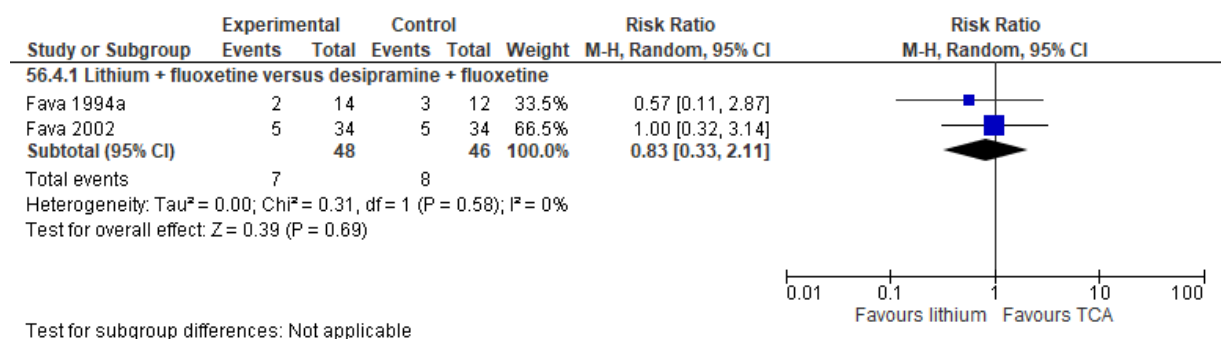 Experimental Control Risk Ratio Risk Ratio
Study or Subgroup Events Total Events Total Weight M-H, Random, 95% CI M-H, Random, 95% CI
56.4.1 Lithium + fluoxetine versus desipramine + fluoxetine
Fava 1994a 2 14 3 12 33.5% 0.57 [0.11, 2.87]
Fava 2002 5 34 5 34 66.5% 1.00 [0.32, 3.14]
Subtotal (95% CI) 48 46 100.0% 0.83 [0.33, 2.11]
Total events 7 8
Heterogeneity: Tau² = 0.00; Chi² = 0.31, df = 1 (P = 0.58); I² = 0%
Test for overall effect: Z = 0.39 (P = 0.69)
0.01 0.1 1 10 100
Favours lithium Favours TCA
Test for subgroup differences: Not applicable